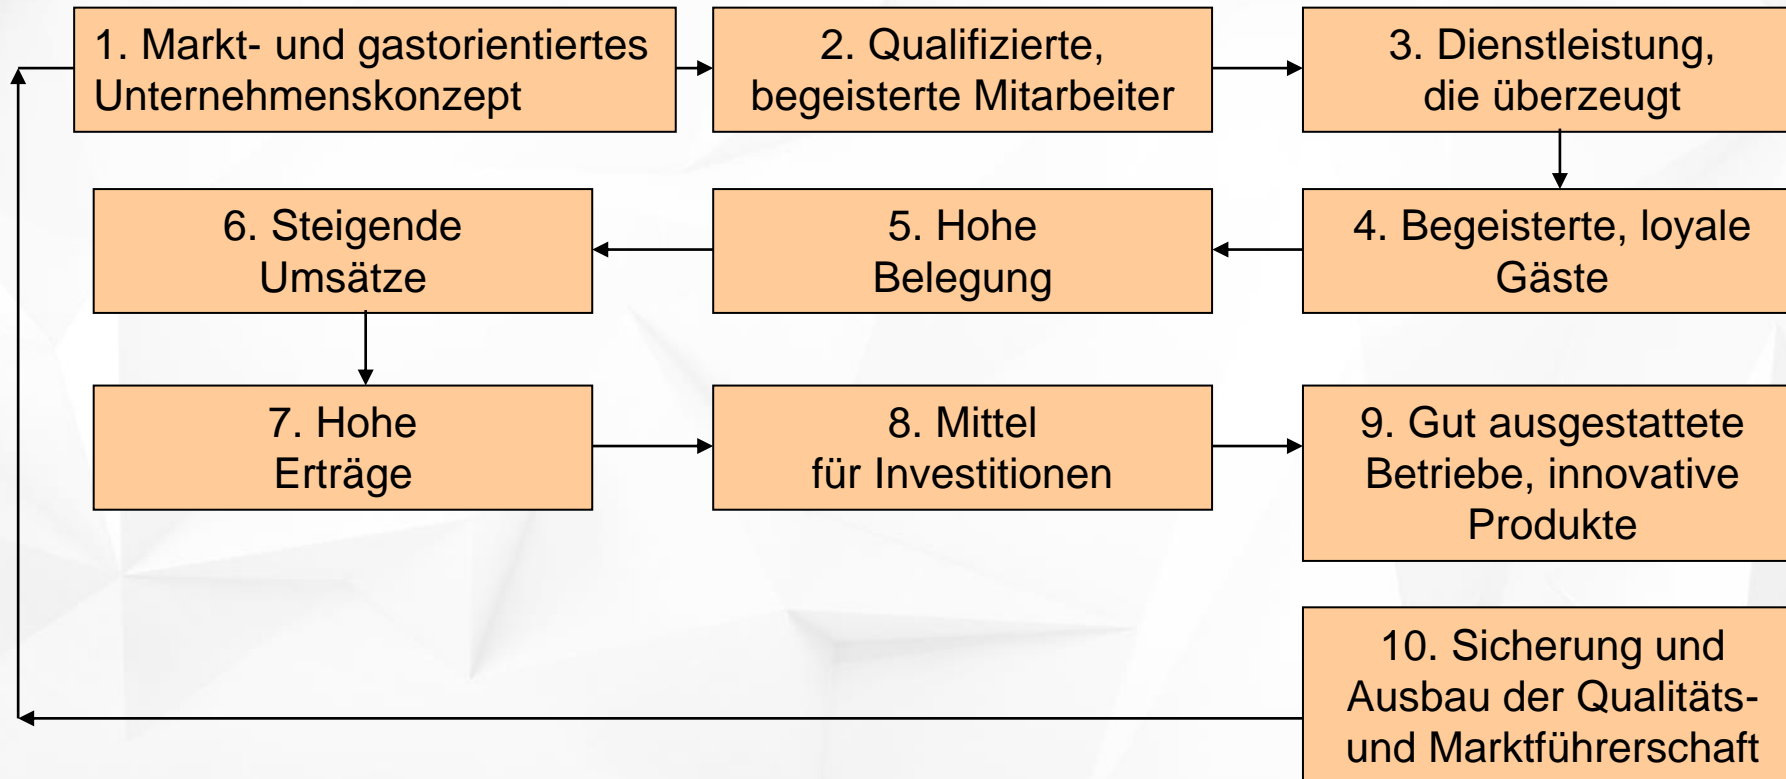 1. Markt- und gastorientiertes
Unternehmenskonzept
2. Qualifizierte,
begeisterte Mitarbeiter
3. Dienstleistung,
die überzeugt
4. Begeisterte, loyale
Gäste
5. Hohe
Belegung
6. Steigende
Umsätze
7. Hohe
Erträge
8. Mittel
für Investitionen
9. Gut ausgestattete
Betriebe, innovative
Produkte
10. Sicherung und
Ausbau der Qualitäts-
und Marktführerschaft